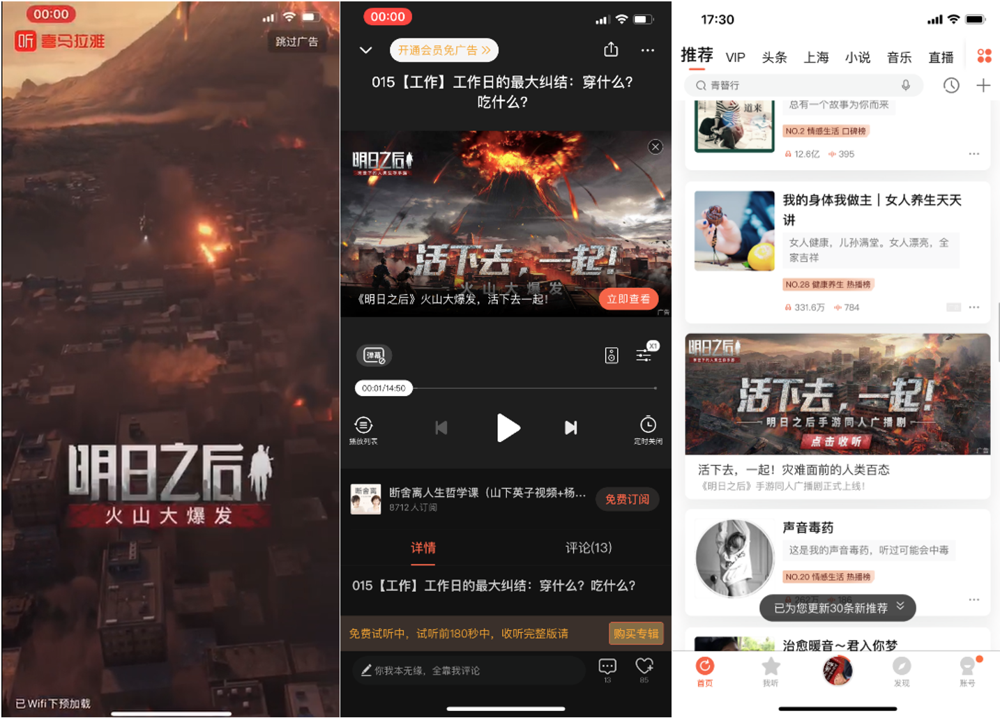 00:00
听 喜马拉雅
跳过广告
明日之后
火山大爆发
已Wifi下预加载
00:00
开通会员免广告
015【工作】工作日的最大纠结：穿什么？
吃什么？
明日之后
活下去，一起！
火山大爆发
《明日之后》火山大爆发，活下去一起！
立即查看
广告
弹幕
X1
00:01/14:50
播放列表
定时关闭
断舍离
断舍离人生哲学课（山下英子视频+杨...
8712人订阅
免费订阅
详情
评论(13)
015【工作】工作日的最大纠结：穿什么？吃什么？
免费试听中，试听前180秒中，收听完整版请
购买专辑
你我本无缘，全靠我评论
13
85
17:30
推荐 VIP 头条 上海 小说 音乐 直播
青簪行
道来
总有一个故事为你而来
NO.2 情感生活 口碑榜
12.6亿 395
我的身体我做主｜女人养生天天
讲
女人健康，儿孙满堂。女人漂亮，全
家吉祥
NO.28 健康养生 热播榜
331.6万 784
明日之后
活下去，一起！
明日之后手游同人广播剧
点击收听
广告
活下去，一起！灾难面前的人类百态
《明日之后》手游同人广播剧正式上线！
声音毒药
这是我的声音毒药，听过可能会中毒
NO.20 情感生活 热播榜
262万 186
已为您更新30条新推荐
治愈暖音～君入你梦
首页
我听
发现
账号